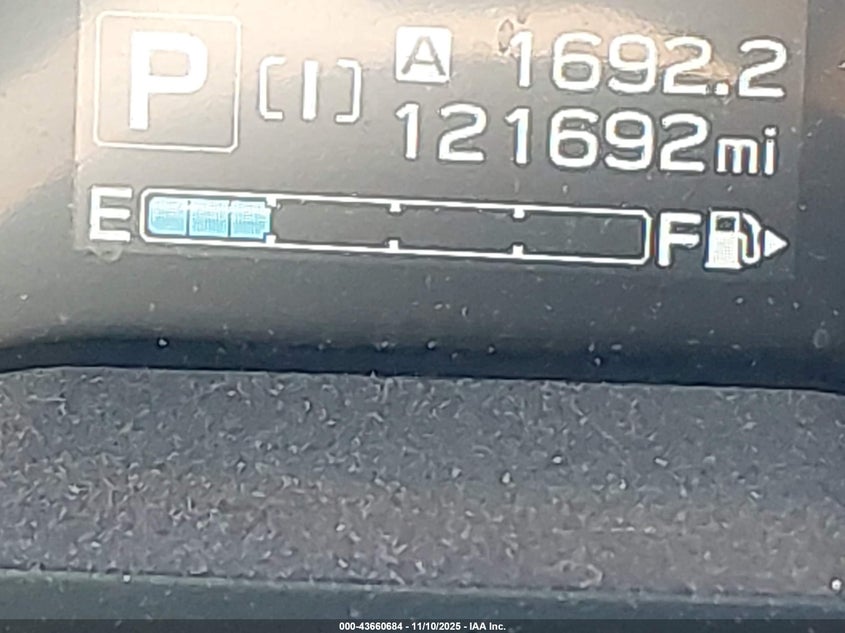 P [I] A 1692.2
121692mi
E F
000-43660684 - 11/10/2025 - IAA Inc.